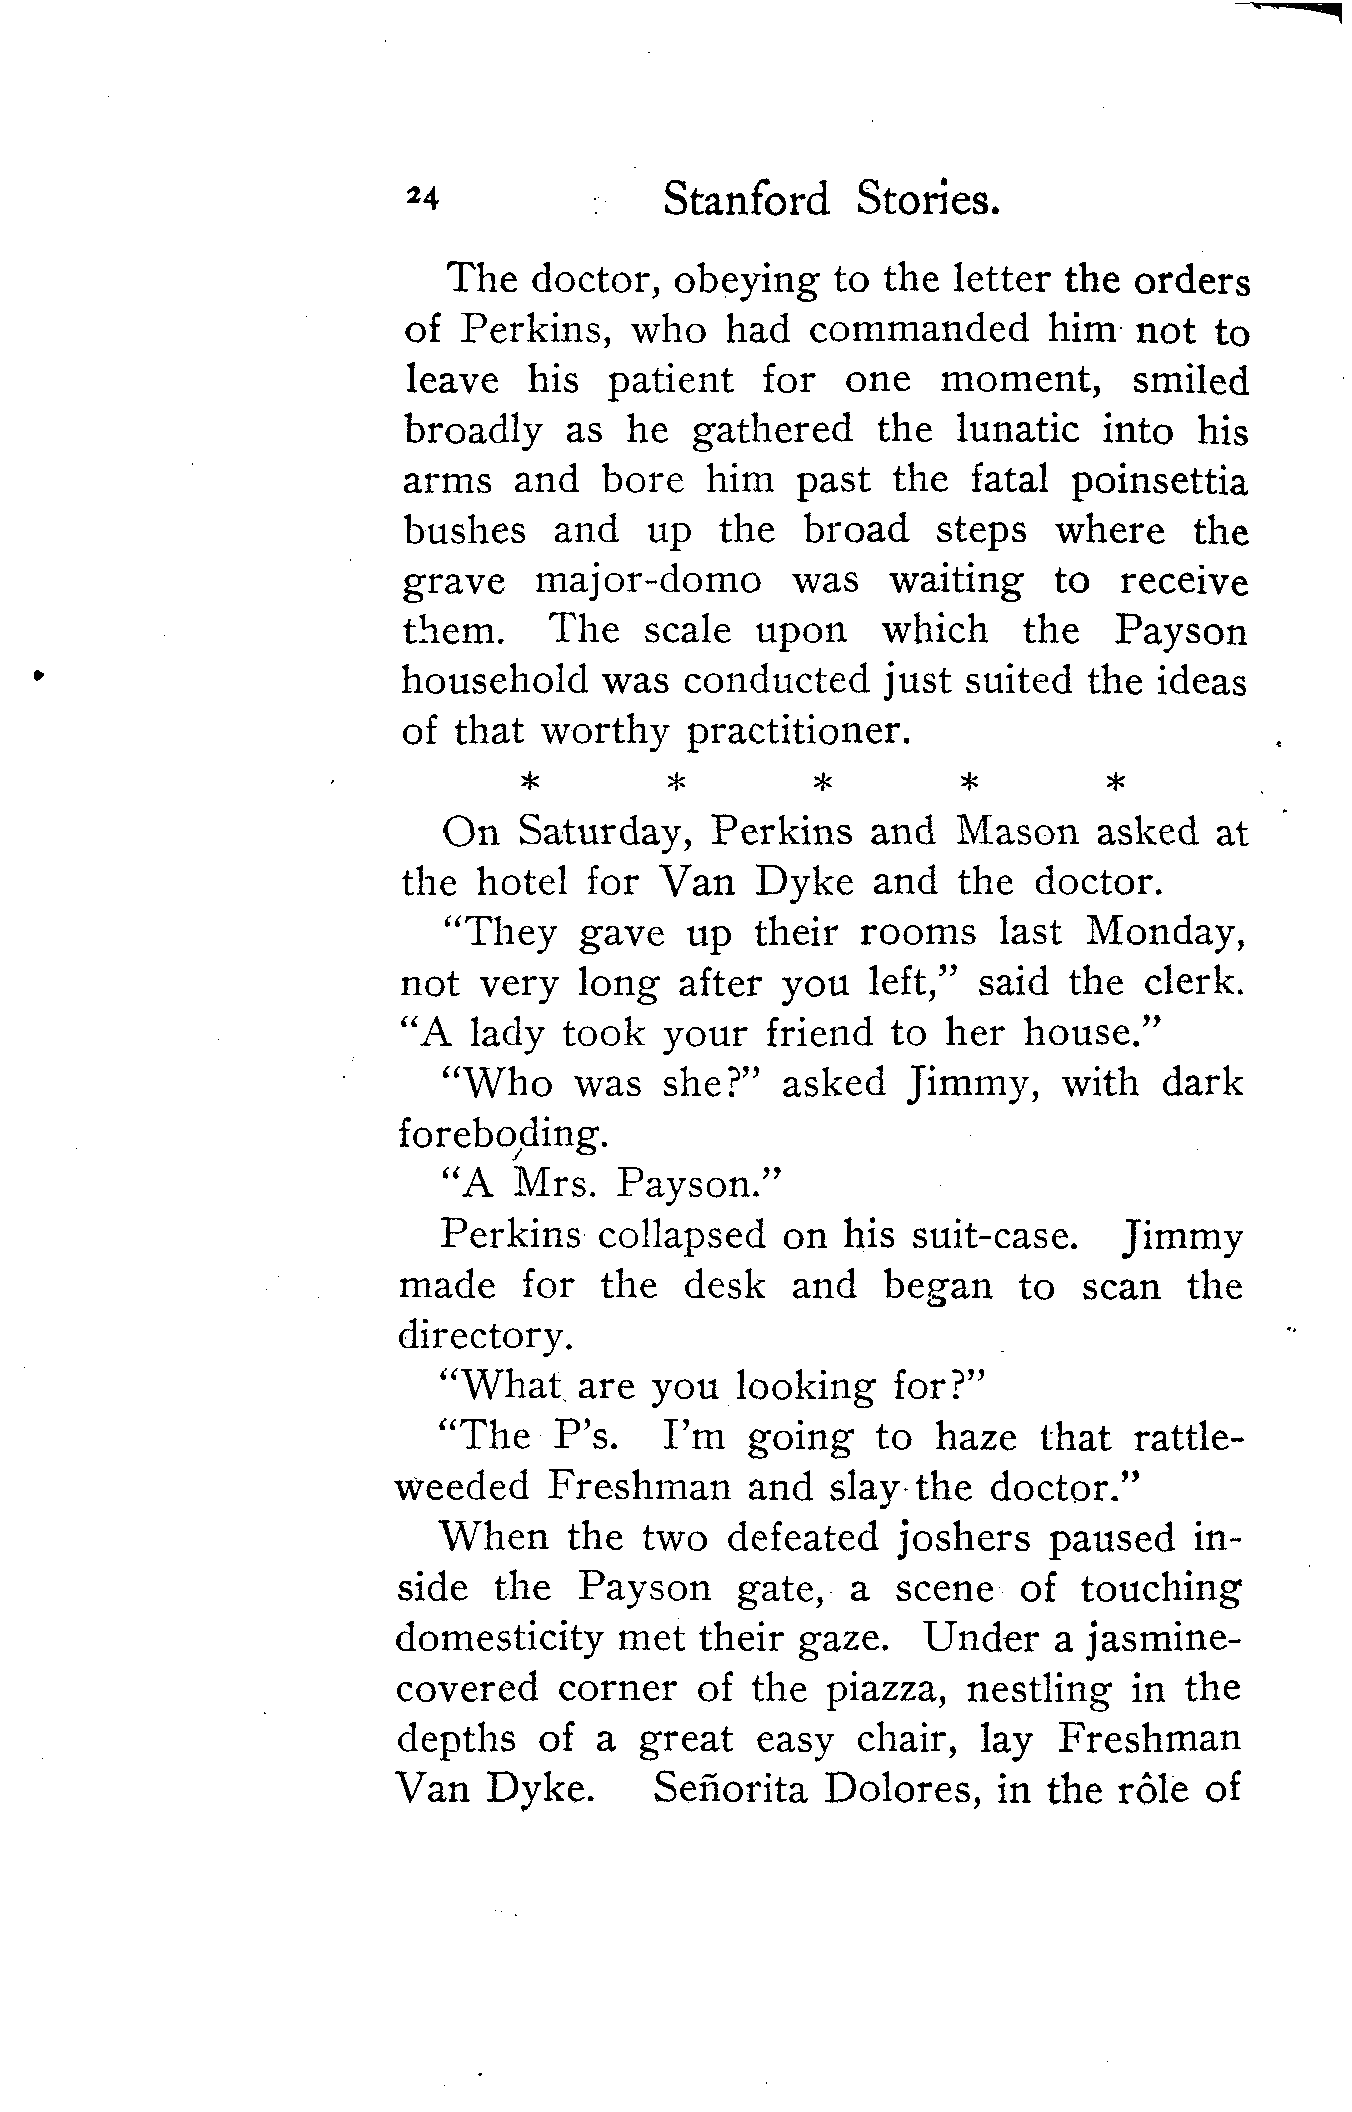 24 Stanford Stories.
The doctor, obeying to the letter the orders
of Perkins, who had commanded him not to
leave his patient for one moment, smiled
broadly as he gathered the lunatic into his
arms and bore him past the fatal poinsettia
bushes and up the broad steps where the
grave major-domo was waiting to receive
them. The scale upon which the Payson
household was conducted just suited the ideas
of that worthy practitioner.
* * * * *
On Saturday, Perkins and Mason asked at
the hotel for Van Dyke and the doctor.
“They gave up their rooms last Monday,
not very long after you left,” said the clerk.
“A lady took your friend to her house.”
“Who was she?” asked Jimmy, with dark
foreboding.
“A Mrs. Payson.”
Perkins collapsed on his suit-case. Jimmy
made for the desk and began to scan the
directory.
“What are you looking for?”
“The P’s. I’m going to haze that rattle-
weeded Freshman and slay the doctor.”
When the two defeated joshers paused in-
side the Payson gate, a scene of touching
domesticity met their gaze. Under a jasmine-
covered corner of the piazza, nestling in the
depths of a great easy chair, lay Freshman
Van Dyke. Señorita Dolores, in the rôle of